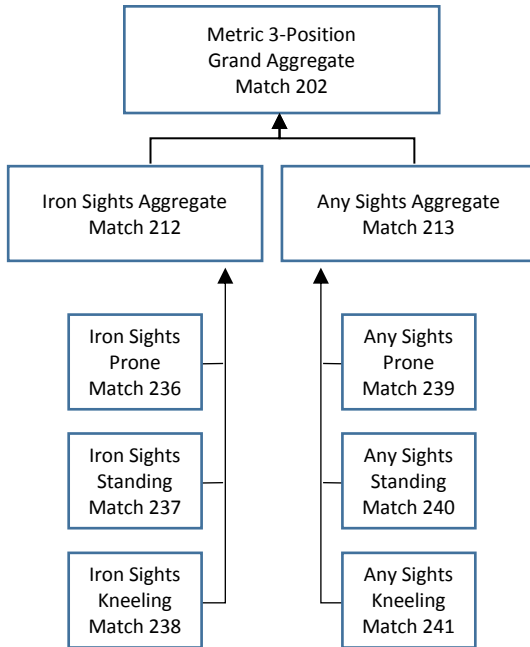 Metric 3-Position
Grand Aggregate
Match 202
Iron Sights Aggregate
Match 212
Any Sights Aggregate
Match 213
Iron Sights
Prone
Match 236
Any Sights
Prone
Match 239
Iron Sights
Standing
Match 237
Any Sights
Standing
Match 240
Iron Sights
Kneeling
Match 238
Any Sights
Kneeling
Match 241